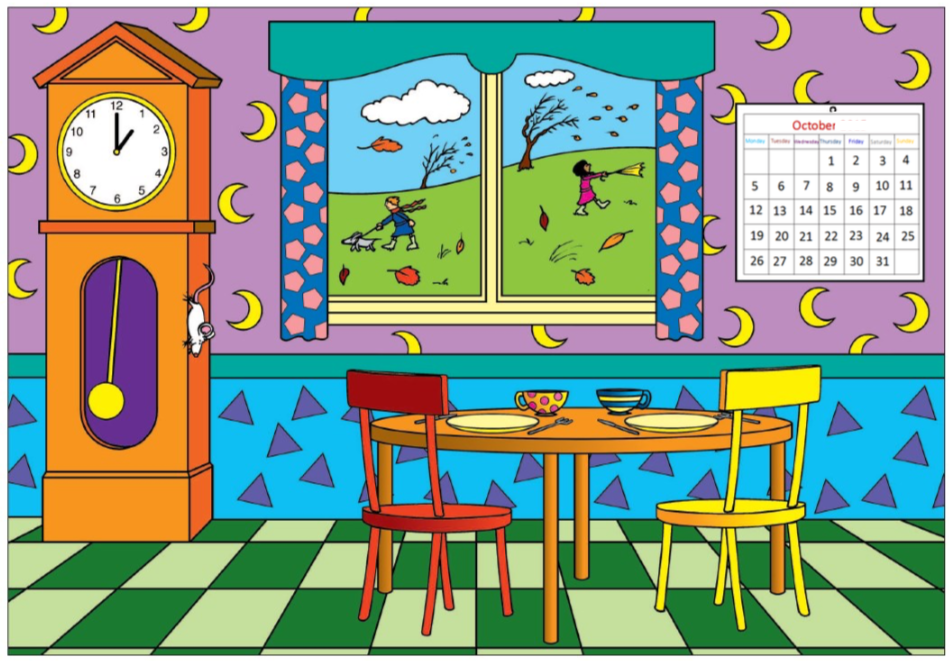 12
11 1
10 2
9 3
8 4
7 5
6
October
Monday Tuesday Wednesday Thursday Friday Saturday Sunday
1 2 3 4
5 6 7 8 9 10 11
12 13 14 15 16 17 18
19 20 21 22 23 24 25
26 27 28 29 30 31